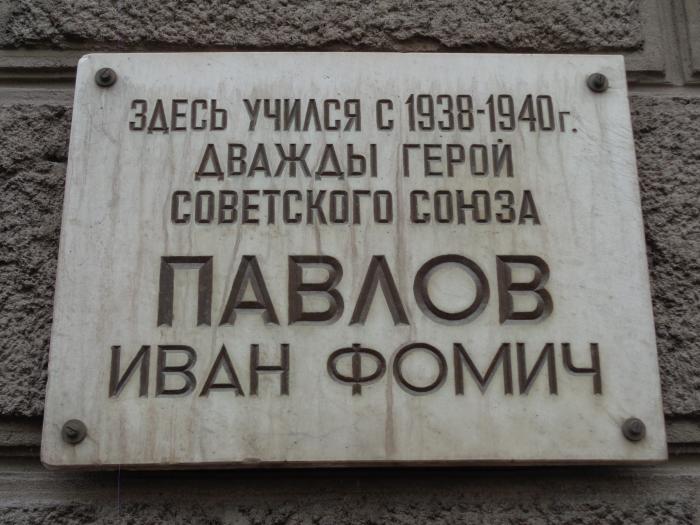 ЗДЕСЬ УЧИЛСЯ С 1938-1940г.
ДВАЖДЫ ГЕРОЙ
СОВЕТСКОГО СОЮЗА
ПАВЛОВ
ИВАН ФОМИЧ